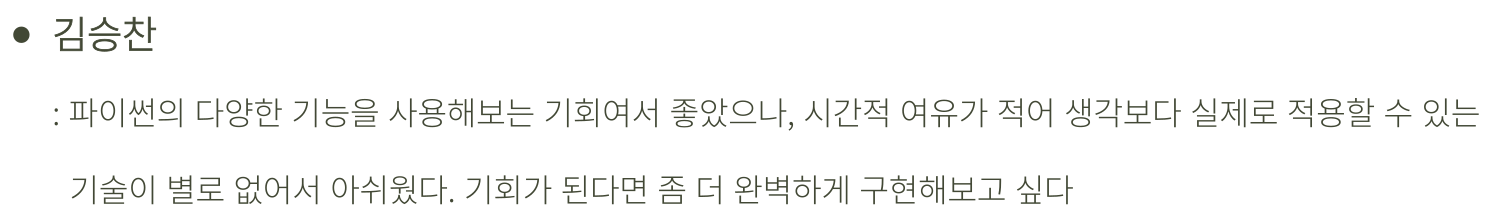 • 김승찬
: 파이썬의 다양한 기능을 사용해보는 기회여서 좋았으나, 시간적 여유가 적어 생각보다 실제로 적용할 수 있는
기술이 별로 없어서 아쉬웠다. 기회가 된다면 좀 더 완벽하게 구현해보고 싶다